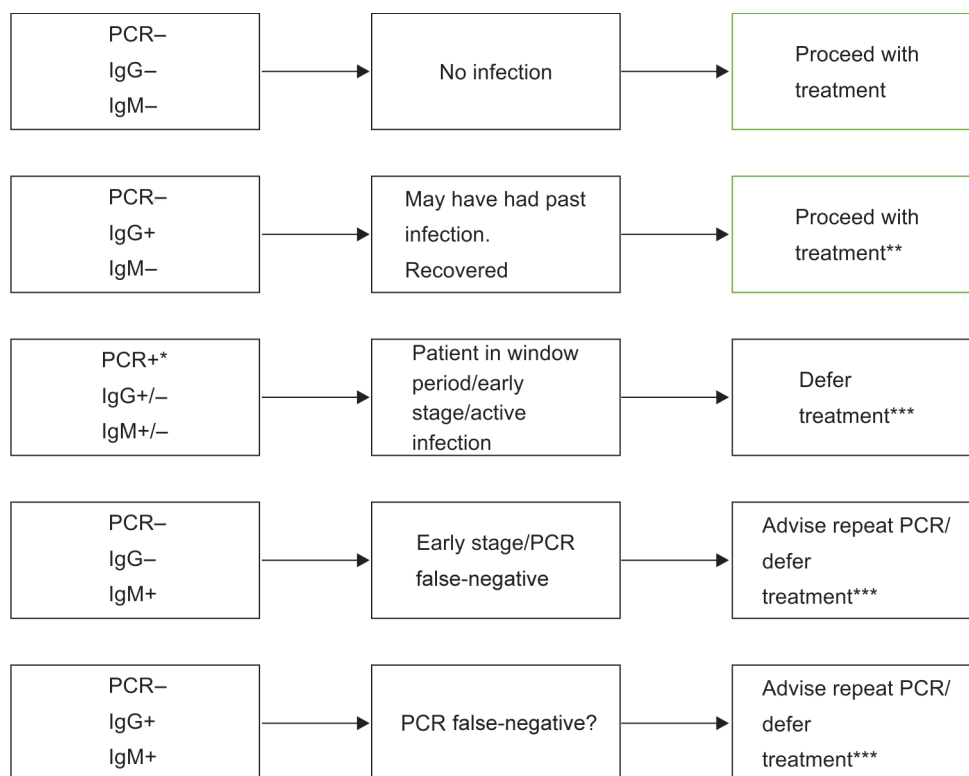 PCR–
IgG–
IgM–
No infection
Proceed with
treatment
PCR–
IgG+
IgM–
May have had past
infection.
Recovered
Proceed with
treatment**
PCR+*
IgG+/–
IgM+/–
Patient in window
period/early
stage/active
infection
Defer
treatment***
PCR–
IgG–
IgM+
Early stage/PCR
false-negative
Advise repeat PCR/
defer
treatment***
PCR–
IgG+
IgM+
PCR false-negative?
Advise repeat PCR/
defer
treatment***